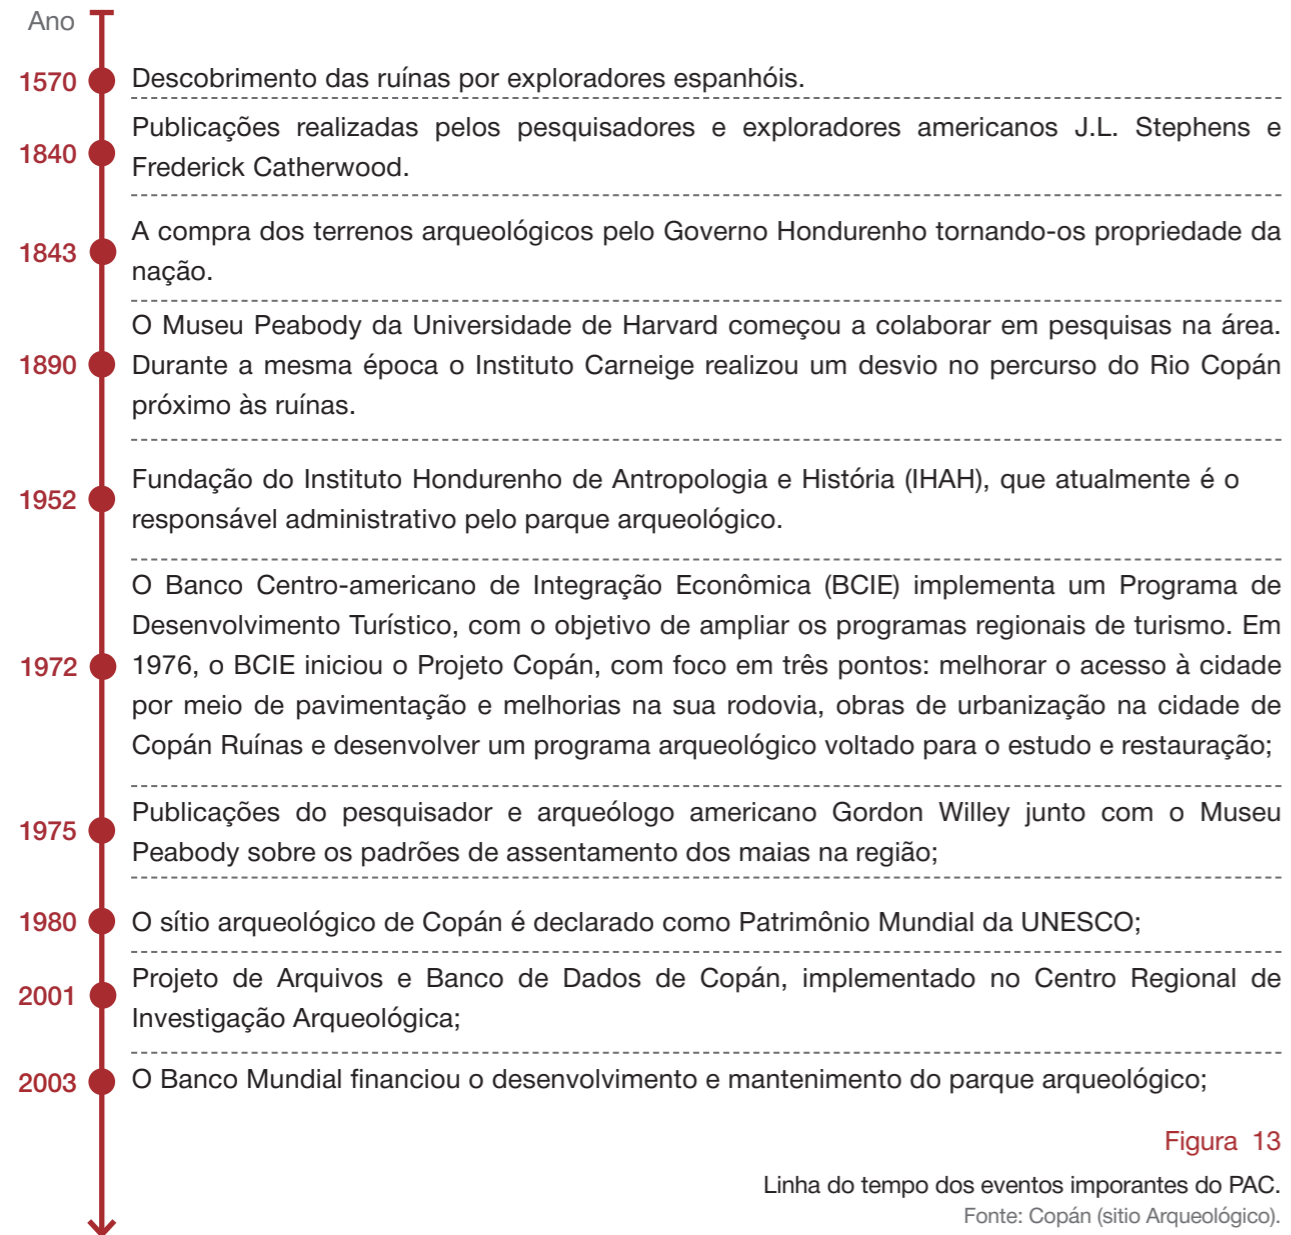 Ano
1570
Descobrimento das ruínas por exploradores espanhóis.
1840
Publicações realizadas pelos pesquisadores e exploradores americanos J.L. Stephens e
Frederick Catherwood.
1843
A compra dos terrenos arqueológicos pelo Governo Hondurenho tornando-os propriedade da
nação.
1890
O Museu Peabody da Universidade de Harvard começou a colaborar em pesquisas na área.
Durante a mesma época o Instituto Carneige realizou um desvio no percurso do Rio Copán
próximo às ruínas.
1952
Fundação do Instituto Hondurenho de Antropologia e História (IHAH), que atualmente é o
responsável administrativo pelo parque arqueológico.
1972
O Banco Centro-americano de Integração Econômica (BCIE) implementa um Programa de
Desenvolvimento Turístico, com o objetivo de ampliar os programas regionais de turismo. Em
1976, o BCIE iniciou o Projeto Copán, com foco em três pontos: melhorar o acesso à cidade
por meio de pavimentação e melhorias na sua rodovia, obras de urbanização na cidade de
Copán Ruínas e desenvolver um programa arqueológico voltado para o estudo e restauração;
1975
Publicações do pesquisador e arqueólogo americano Gordon Willey junto com o Museu
Peabody sobre os padrões de assentamento dos maias na região;
1980
O sítio arqueológico de Copán é declarado como Patrimônio Mundial da UNESCO;
2001
Projeto de Arquivos e Banco de Dados de Copán, implementado no Centro Regional de
Investigação Arqueológica;
2003
O Banco Mundial financiou o desenvolvimento e mantenimento do parque arqueológico;
Figura 13
Linha do tempo dos eventos imporantes do PAC.
Fonte: Copán (sitio Arqueológico).